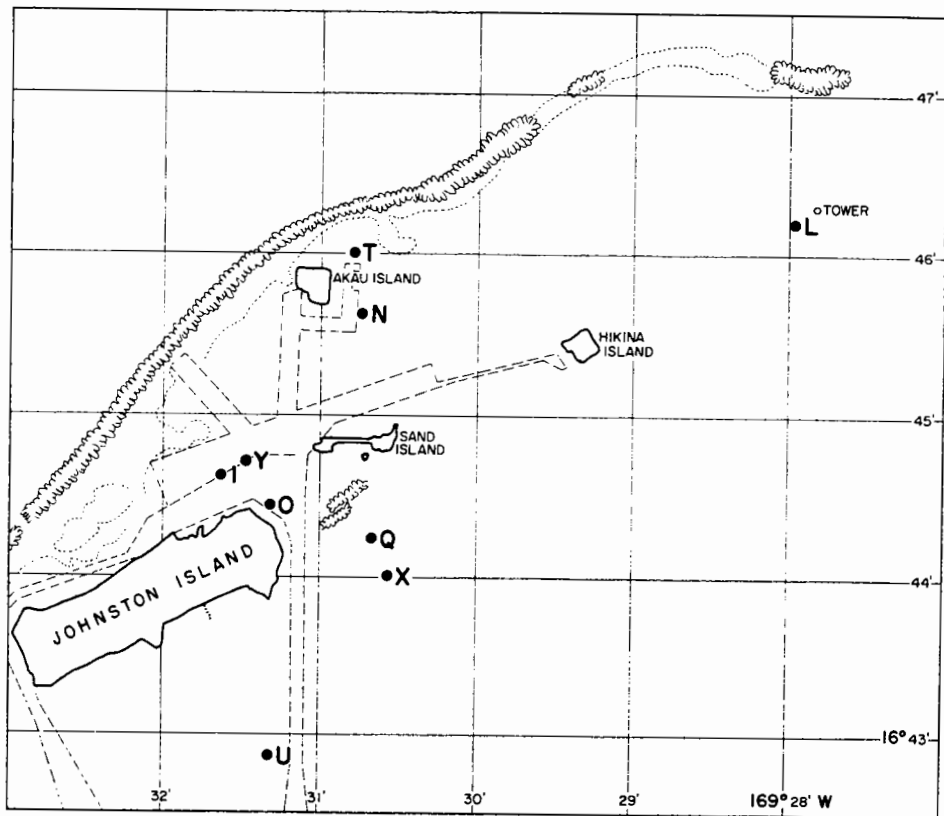 47'
TOWER
L
T
46'
AKAU ISLAND
N
HIKINA
ISLAND
45'
SAND
ISLAND
Y
I
O
Q
44'
X
JOHNSTON ISLAND
16° 43'
U
32'
31'
30'
29'
169° 28' W